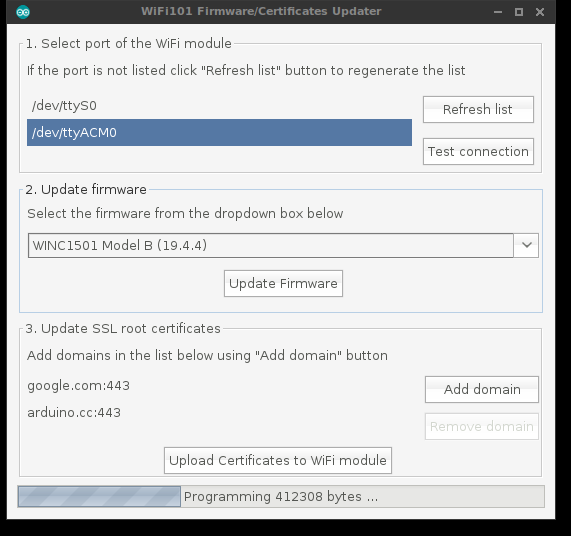 WiFi101 Firmware/Certificates Updater
1. Select port of the WiFi module
If the port is not listed click "Refresh list" button to regenerate the list
/dev/ttyS0
Refresh list
/dev/ttyACM0
Test connection
2. Update firmware
Select the firmware from the dropdown box below
WINC1501 Model B (19.4.4)
Update Firmware
3. Update SSL root certificates
Add domains in the list below using "Add domain" button
google.com:443
Add domain
arduino.cc:443
Remove domain
Upload Certificates to WiFi module
Programming 412308 bytes ...